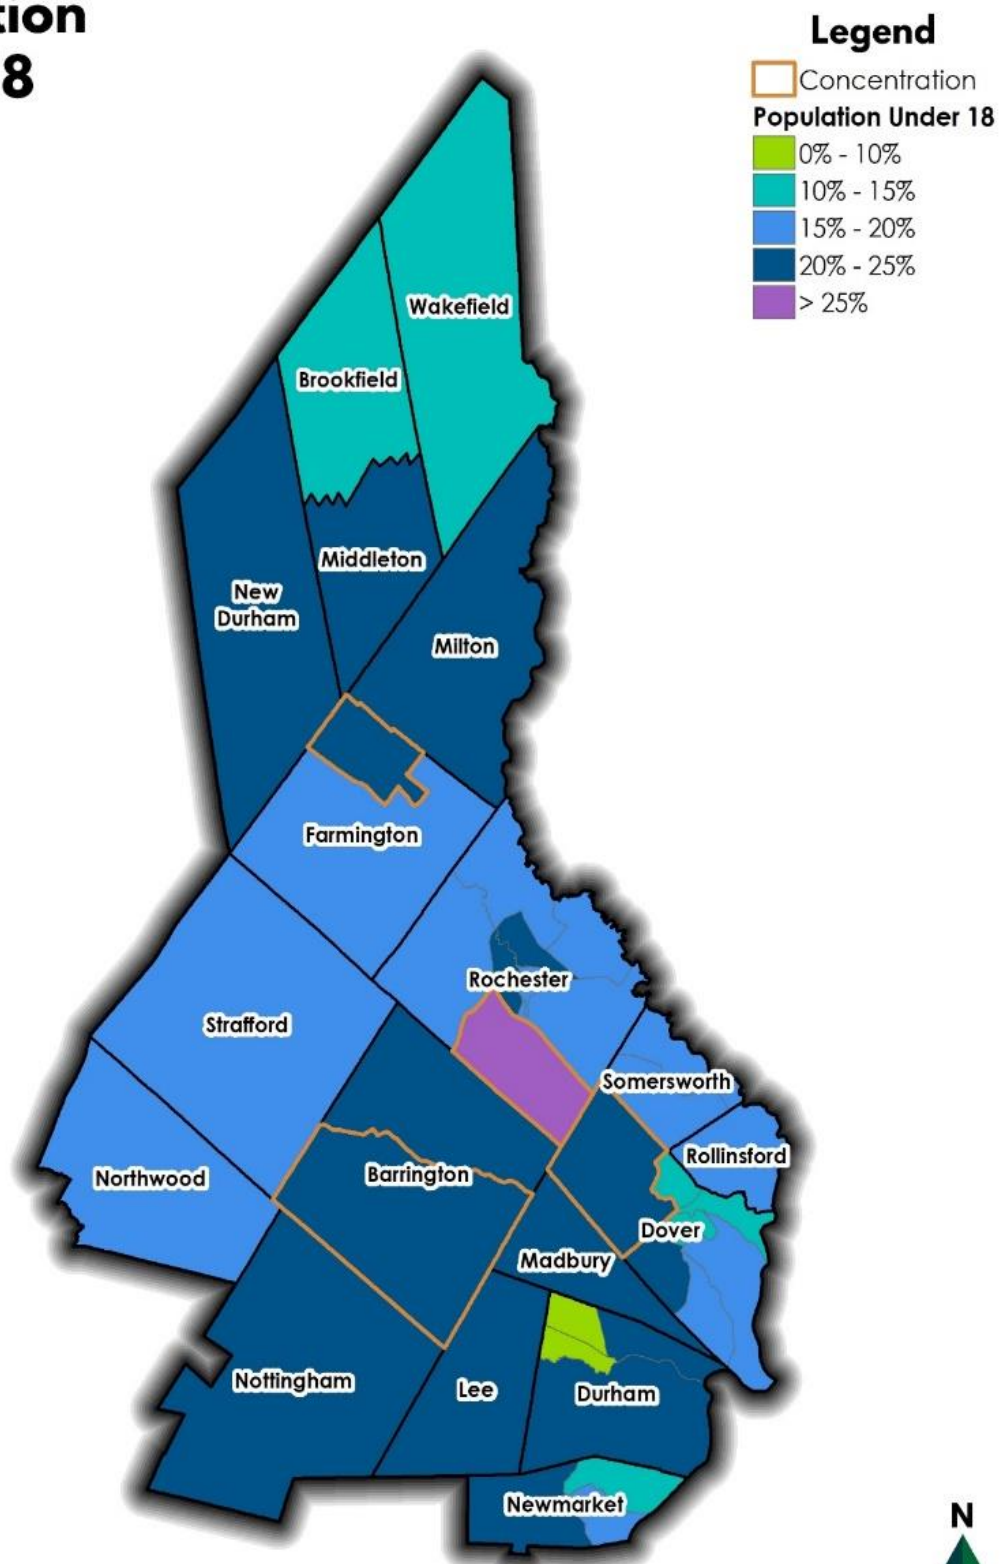 8
Legend
Concentration
Population Under 18
0% - 10%
10% - 15%
15% - 20%
20% - 25%
> 25%
Wakefield
Brookfield
Middleton
New
Durham
Milton
Farmington
Rochester
Strafford
Somersworth
Rollinsford
Northwood
Barrington
Dover
Madbury
Nottingham
Lee
Durham
Newmarket
N